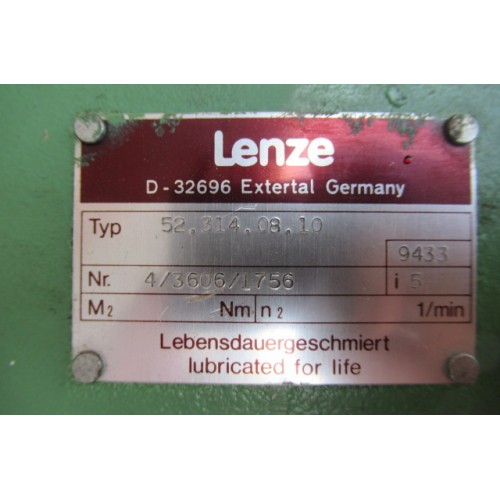 Lenze
D-32696 Extertal Germany
Typ 52.314.08.10
9433
Nr. 4/3606/1756 i 5
M2 Nm n2 1/min
Lebensdauergeschmiert
lubricated for life